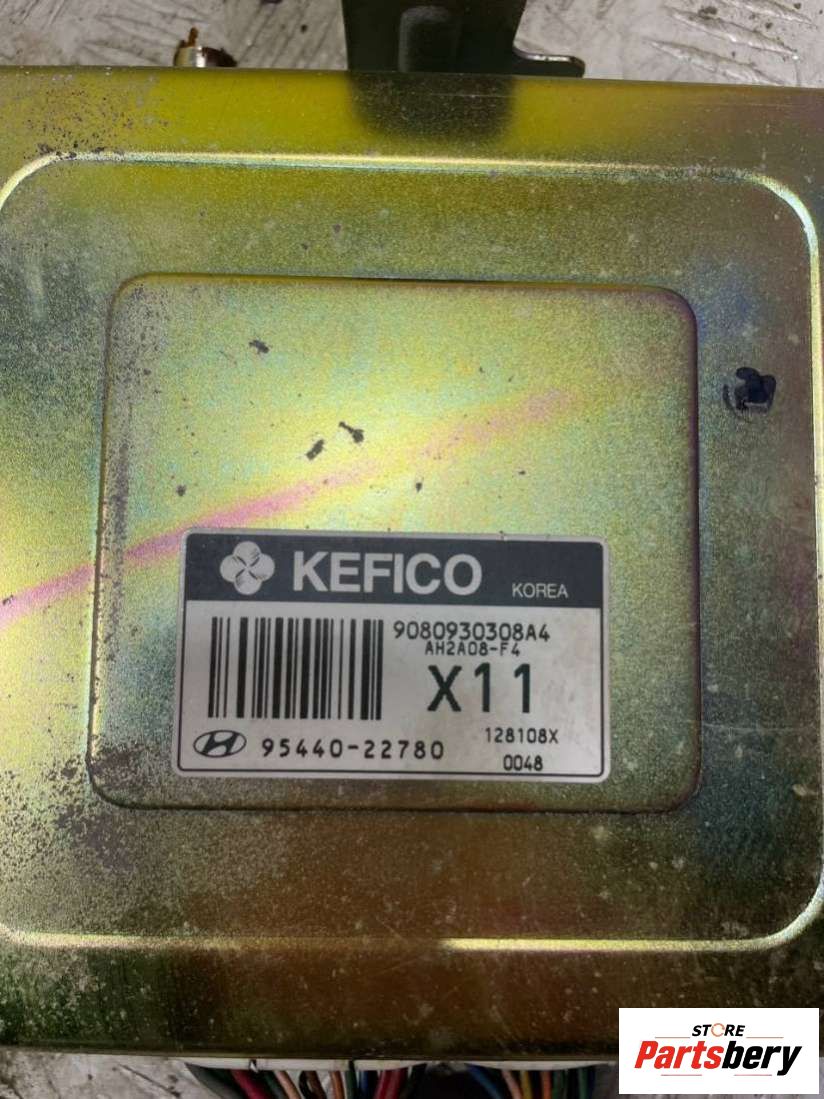 KEFICO KOREA
9080930308A4
AH2A08-F4
X11
128108X
95440-22780
0048
STORE
Partsbery